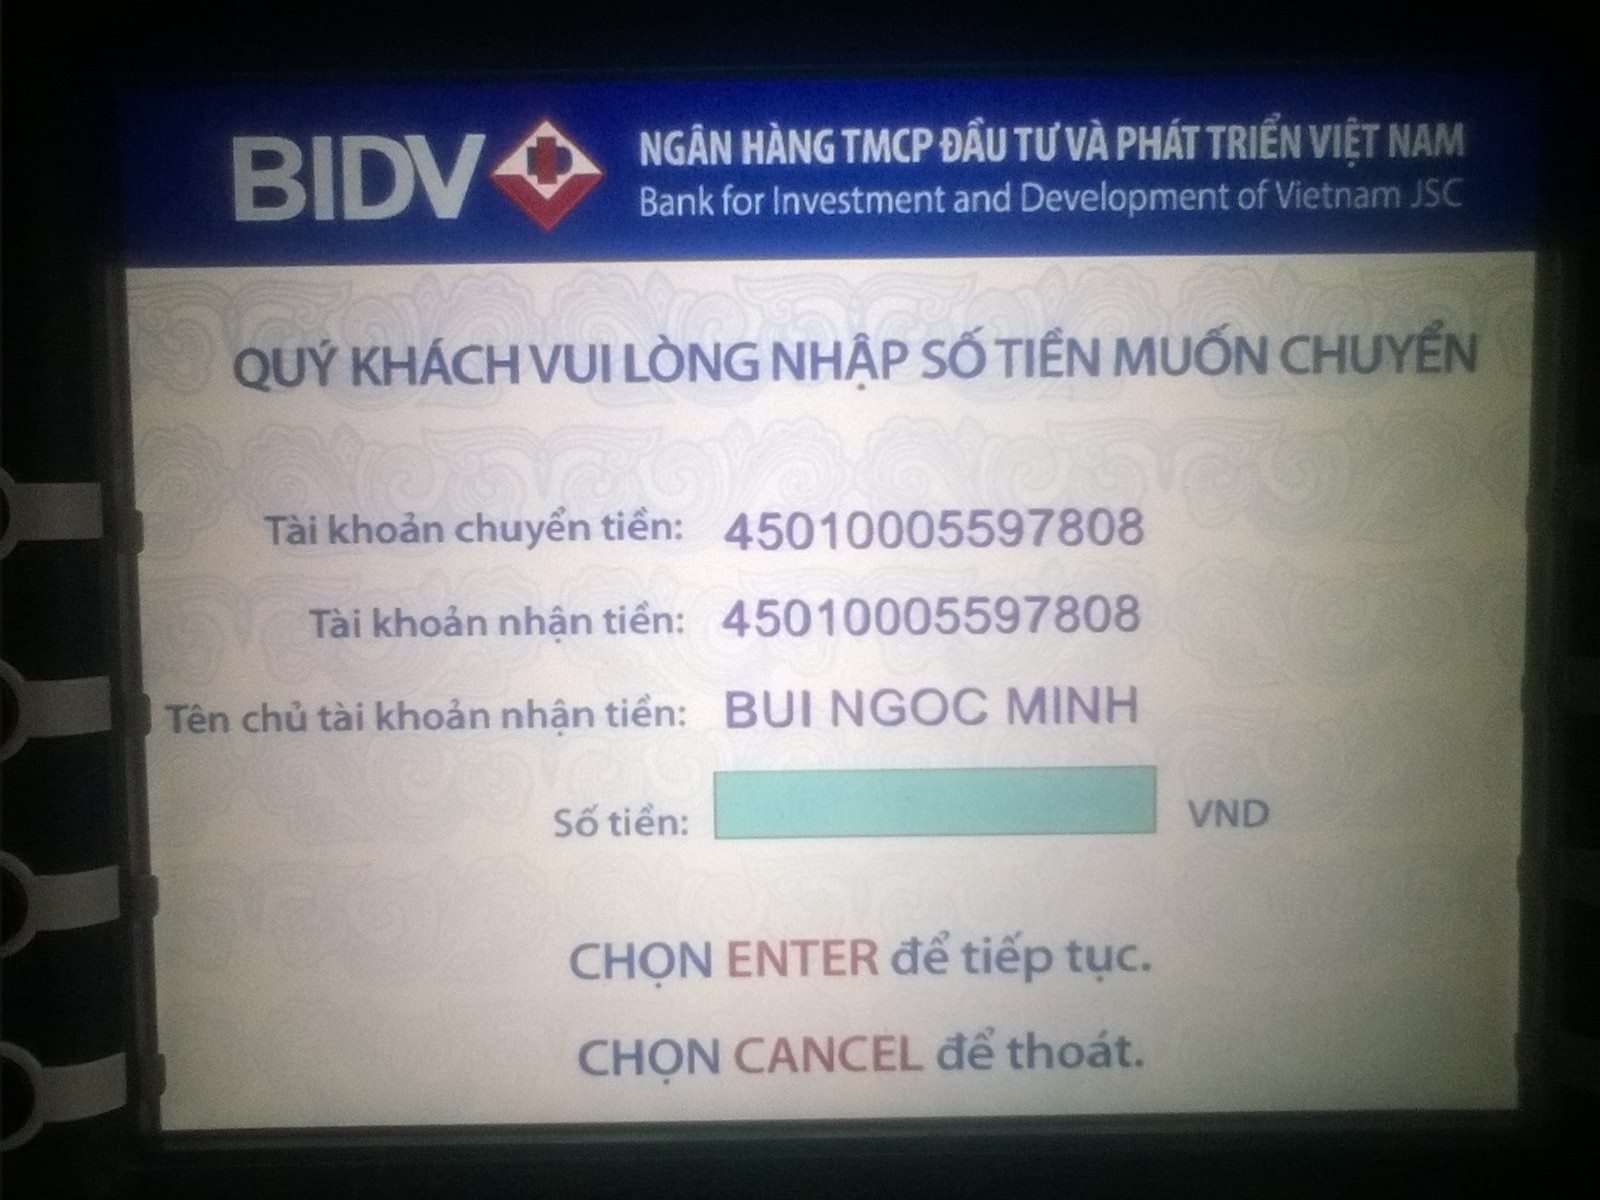 BIDV
NGÂN HÀNG TMCP ĐẦU TƯ VÀ PHÁT TRIỂN VIỆT NAM
Bank for Investment and Development of Vietnam JSC
QUÝ KHÁCH VUI LÒNG NHẬP SỐ TIỀN MUỐN CHUYỂN
Tài khoản chuyển tiền: 45010005597808
Tài khoản nhận tiền: 45010005597808
Tên chủ tài khoản nhận tiền: BUI NGOC MINH
Số tiền: VND
CHỌN ENTER để tiếp tục.
CHỌN CANCEL để thoát.